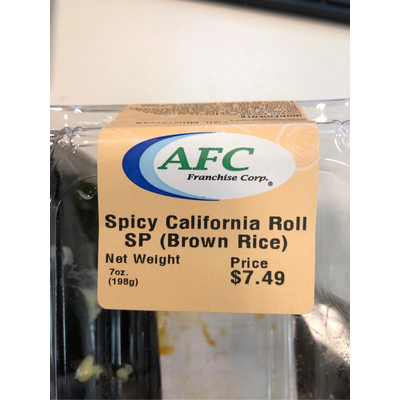 AFC
Franchise Corp.®
Spicy California Roll
SP (Brown Rice)
Net Weight Price
7oz. $7.49
(198g)